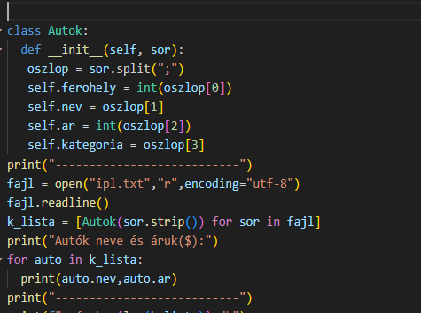 class Autok:
  def __init__(self, sor):
   oszlop = sor.split(";")
   self.ferohely = int(oszlop[0])
   self.nev = oszlop[1]
   self.ar = int(oszlop[2])
   self.kategoria = oszlop[3]
print("---------------------------")
fajl = open("ipl.txt","r",encoding="utf-8")
fajl.readline()
k_lista = [Autok(sor.strip()) for sor in fajl]
print("Autók neve és áruk($):")
for auto in k_lista:
  print(auto.nev,auto.ar)
print("---------------------------")